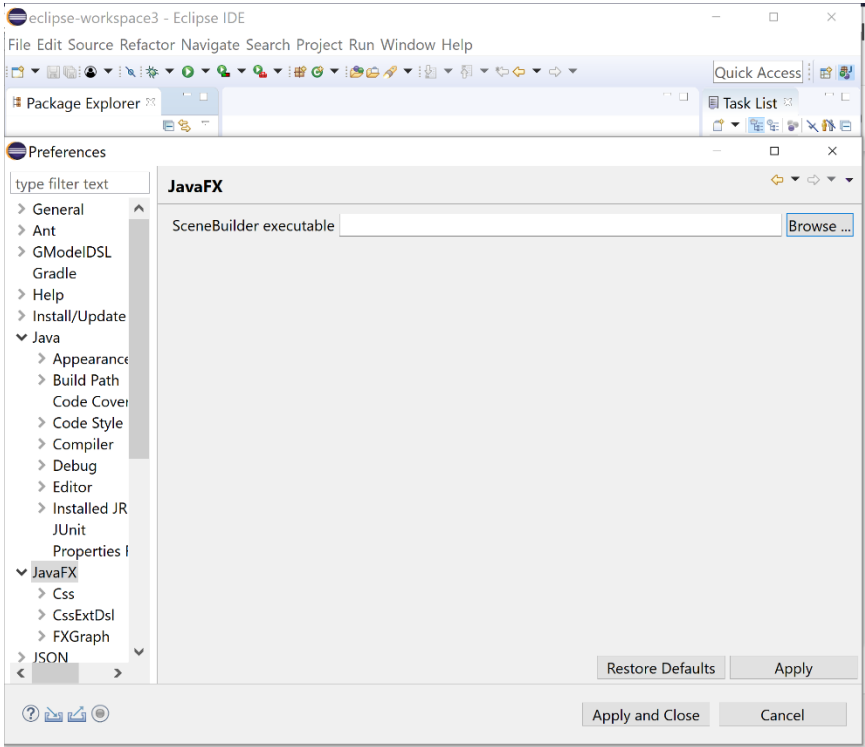 eclipse-workspace3 - Eclipse IDE
File Edit Source Refactor Navigate Search Project Run Window Help
Quick Access
Package Explorer
Task List
Preferences
type filter text
JavaFX
General
SceneBuilder executable
Browse ...
Ant
GModelDSL
Gradle
Help
Install/Update
Java
Appearance
Build Path
Code Cover
Code Style
Compiler
Debug
Editor
Installed JR
JUnit
Properties F
JavaFX
Css
CssExtDsl
FXGraph
JSON
Restore Defaults
Apply
Apply and Close
Cancel